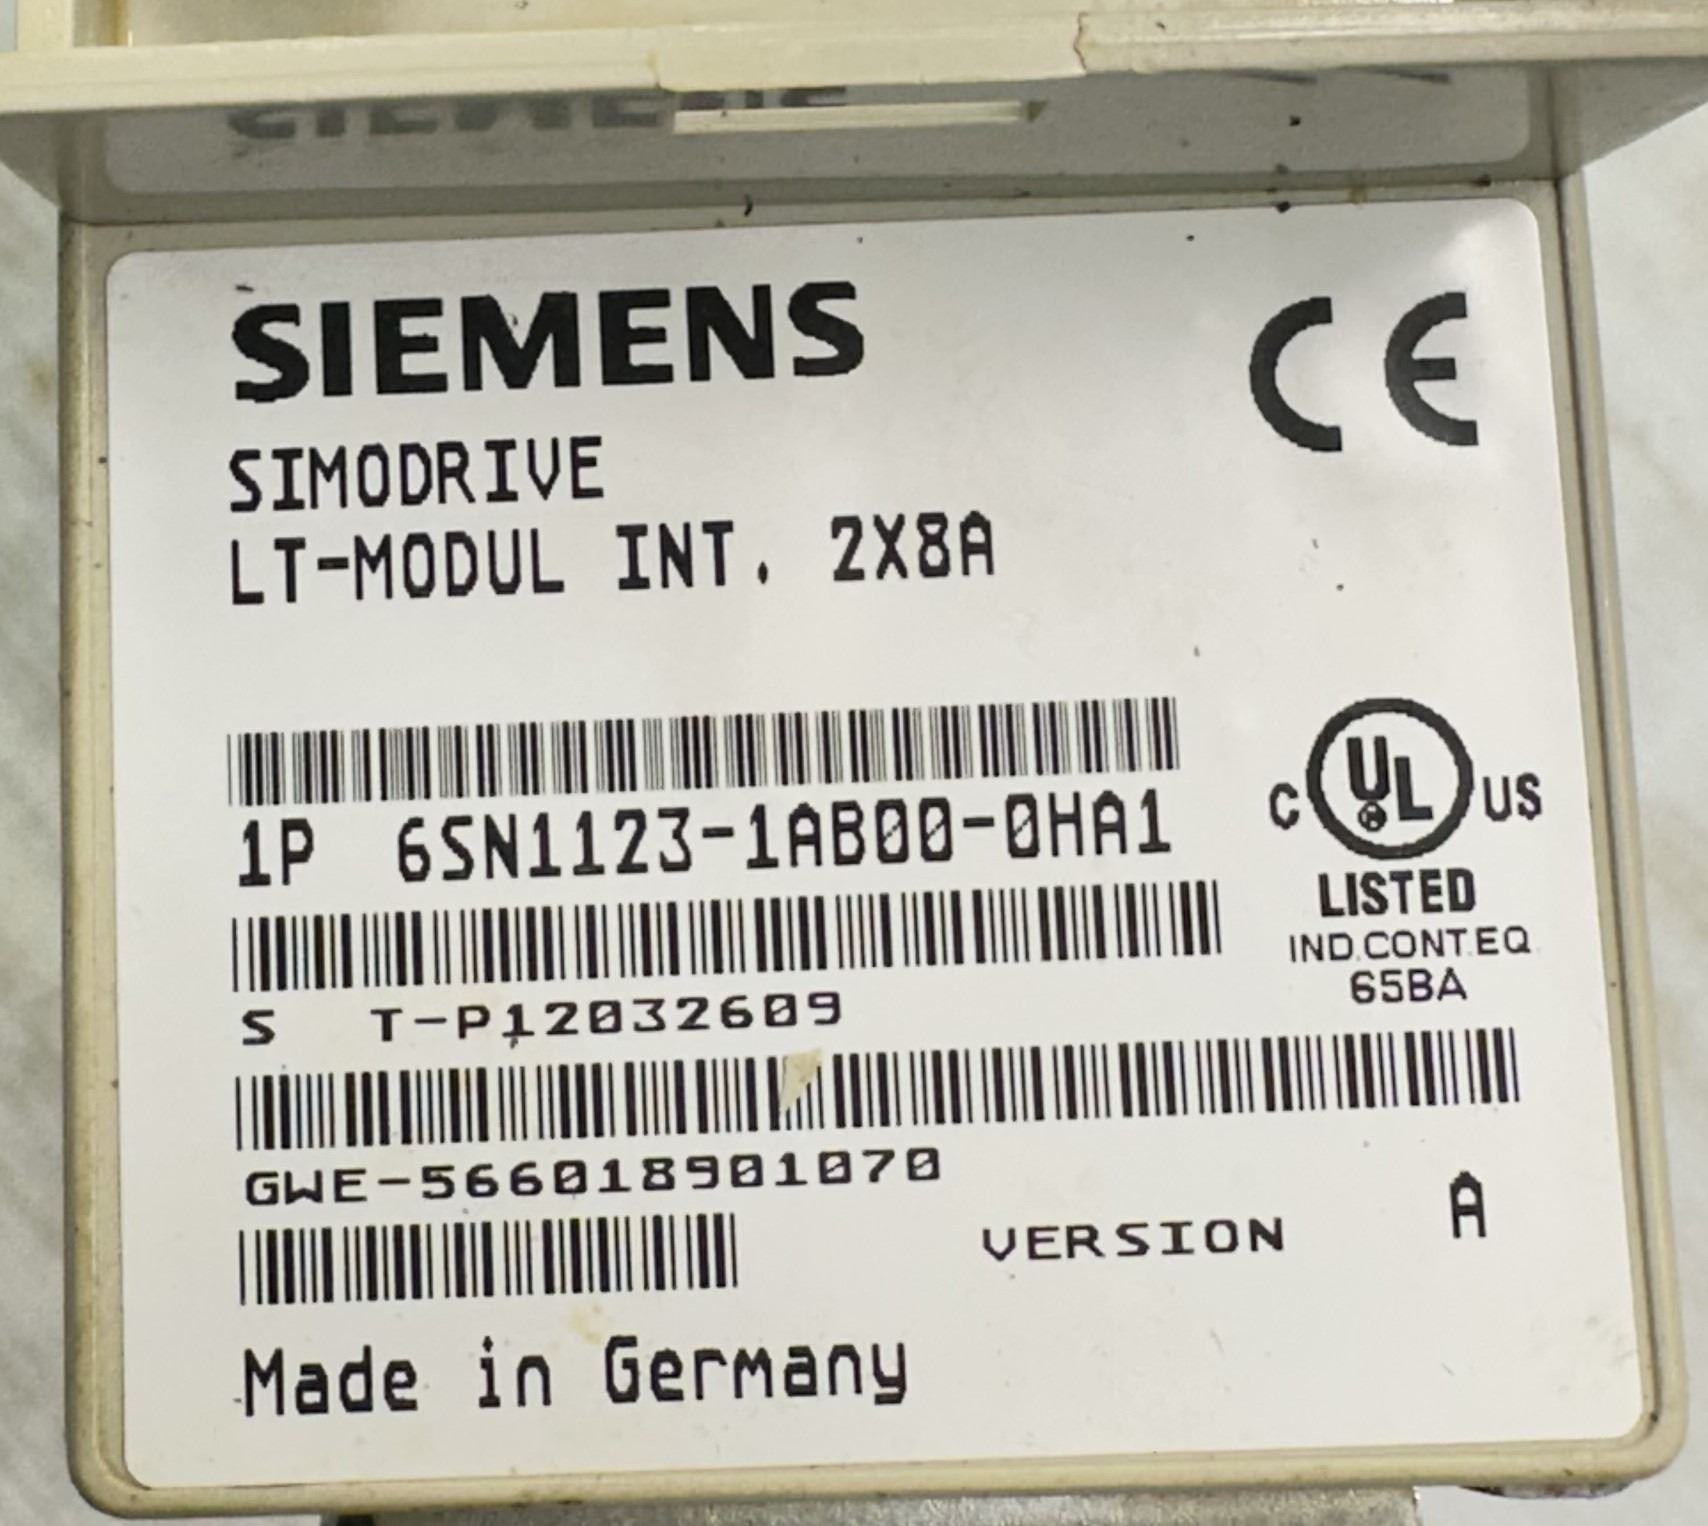 SIEMENS
CE
SIMODRIVE
LT-MODUL INT. 2X8A
1P 6SN1123-1AB00-0HA1
C UL® US
LISTED
IND.CONT.EQ
65BA
S T-P12032609
GWE-566018901070
VERSION A
Made in Germany